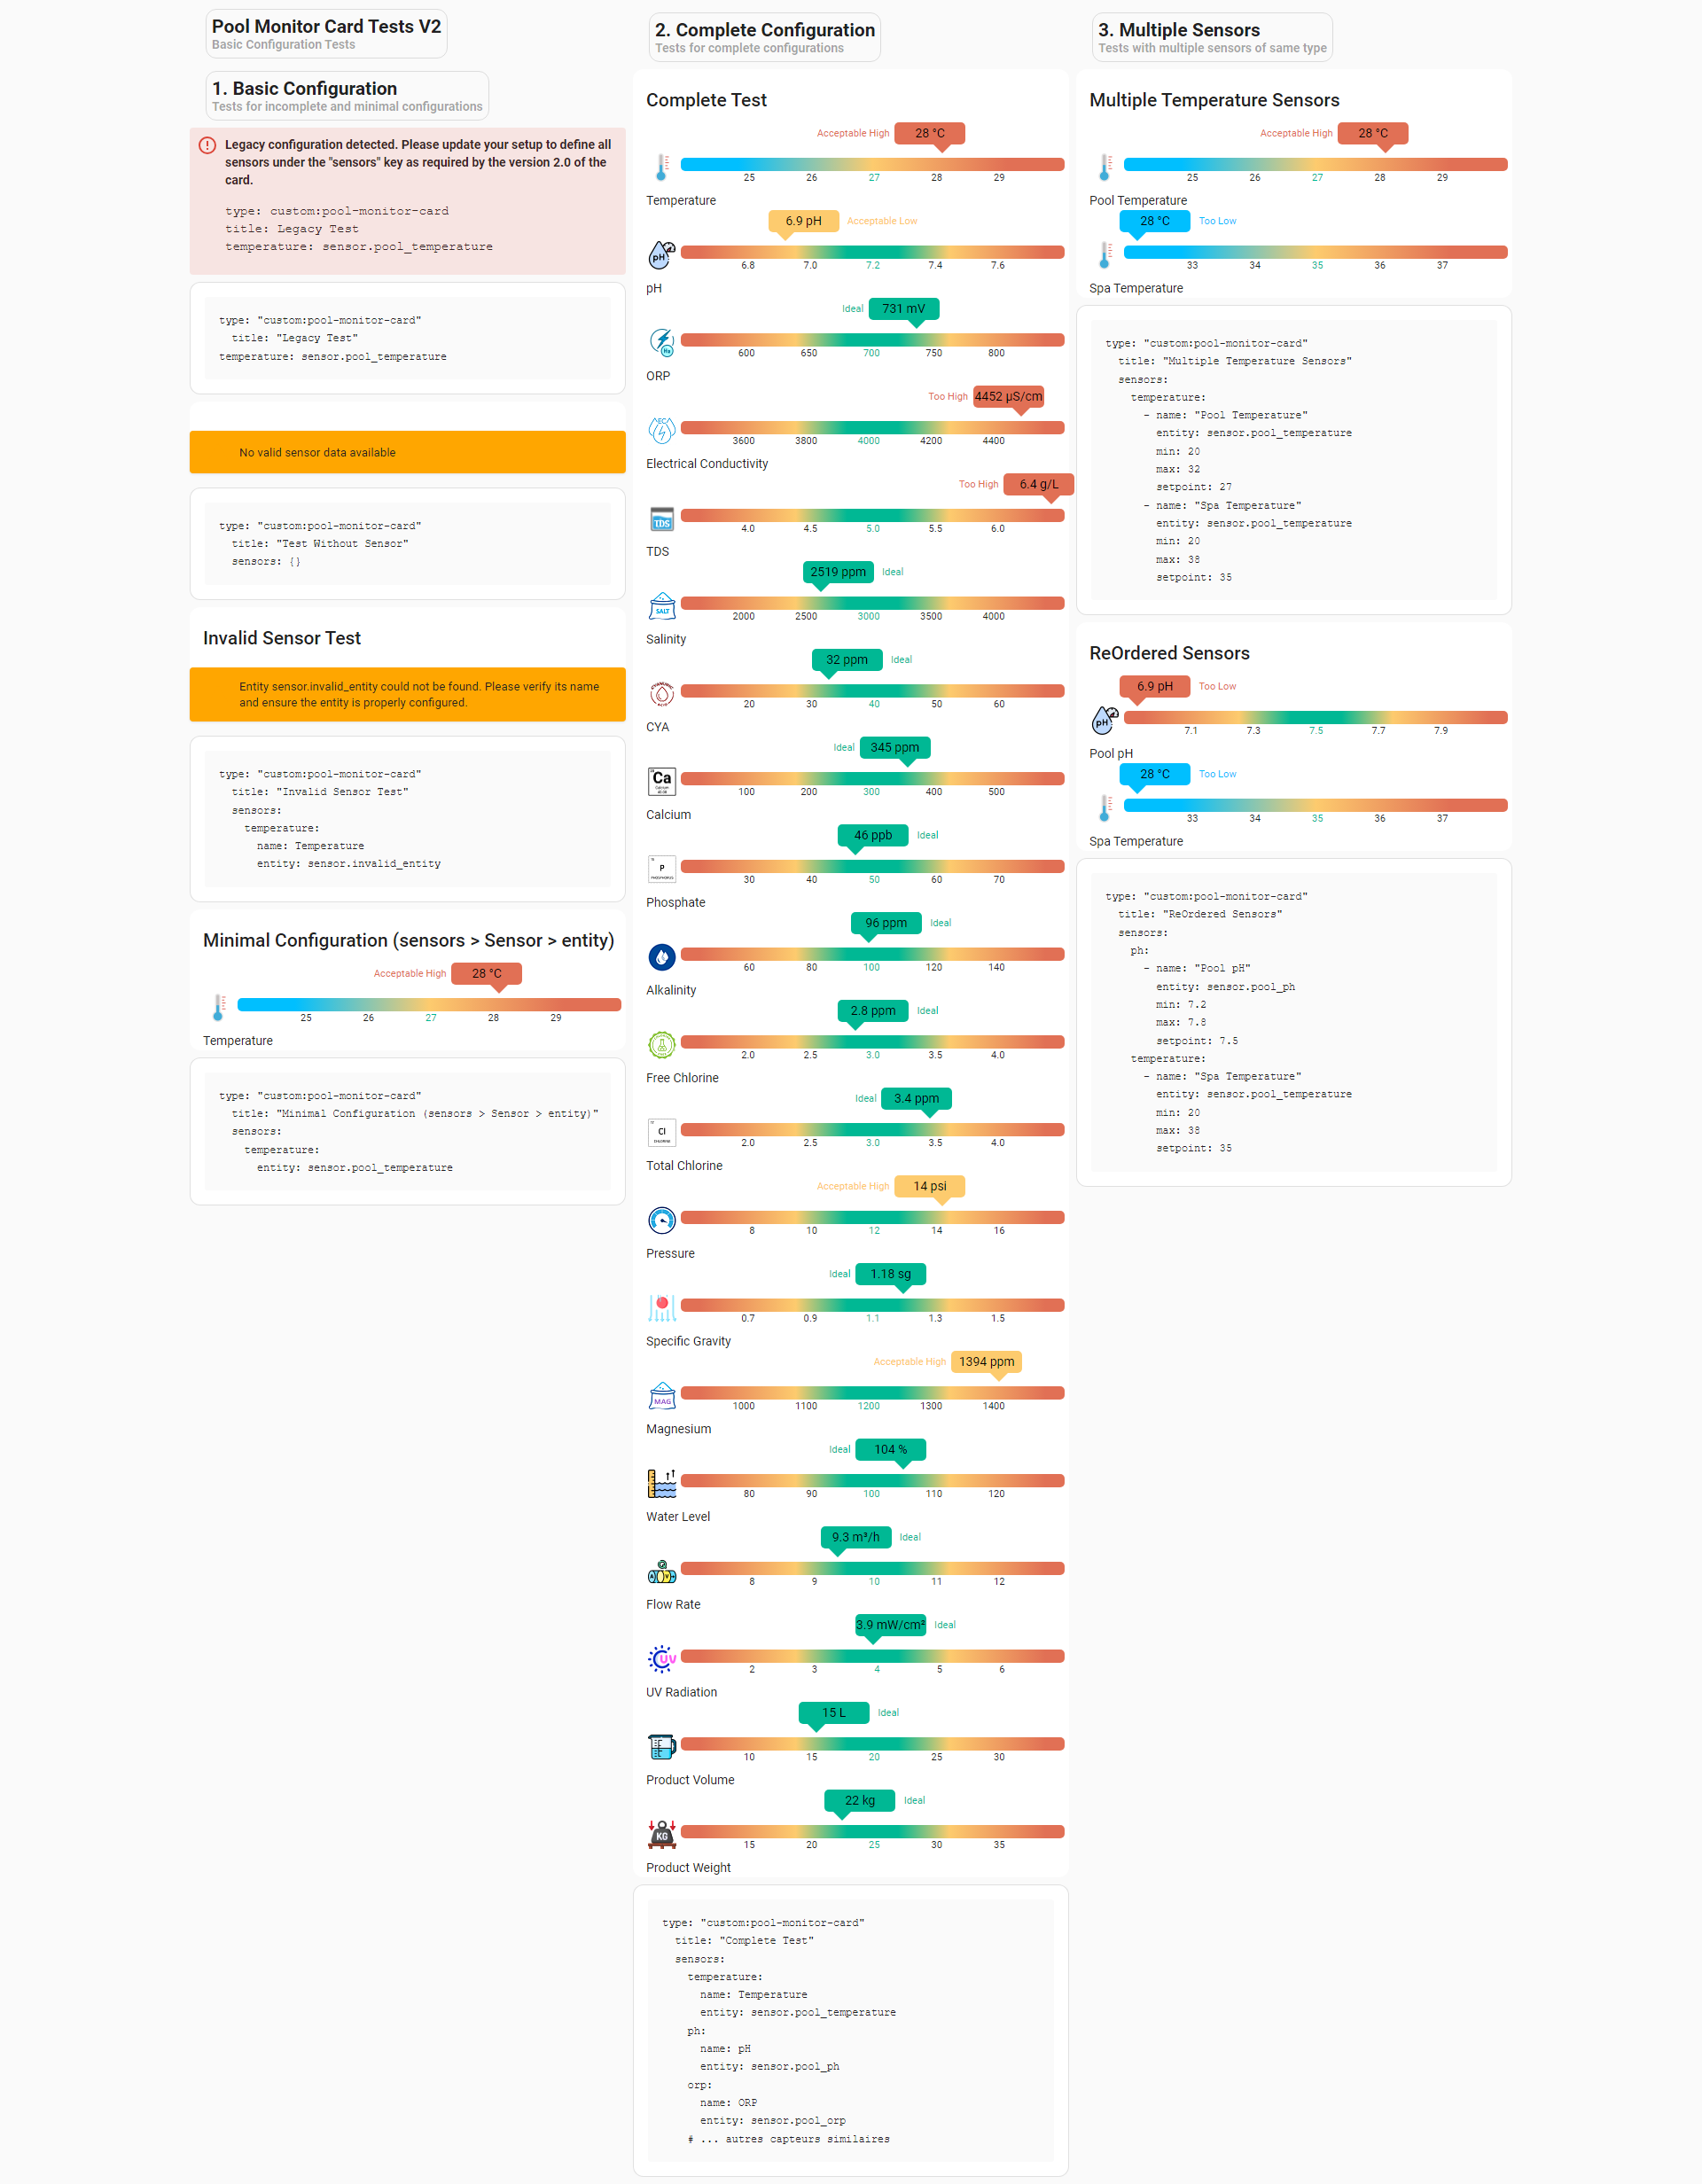 Pool Monitor Card Tests V2
Basic Configuration Tests
1. Basic Configuration
Tests for incomplete and minimal configurations
Legacy configuration detected. Please update your setup to define all
sensors under the "sensors" key as required by the version 2.0 of the
card.
type: custom:pool-monitor-card
title: Legacy Test
temperature: sensor.pool_temperature
type: "custom:pool-monitor-card"
title: "Legacy Test"
temperature: sensor.pool_temperature
No valid sensor data available
type: "custom:pool-monitor-card"
title: "Test Without Sensor"
sensors: {}
Invalid Sensor Test
Entity sensor.invalid_entity could not be found. Please verify its name
and ensure the entity is properly configured.
type: "custom:pool-monitor-card"
title: "Invalid Sensor Test"
sensors:
temperature:
name: Temperature
entity: sensor.invalid_entity
Minimal Configuration (sensors > Sensor > entity)
Acceptable High 28 °C
25 26 27 28 29
Temperature
type: "custom:pool-monitor-card"
title: "Minimal Configuration (sensors > Sensor > entity)"
sensors:
temperature:
entity: sensor.pool_temperature
2. Complete Configuration
Tests for complete configurations
Complete Test
Acceptable High 28 °C
25 26 27 28 29
Temperature
6.9 pH Acceptable Low
pH
6.8 7.0 7.2 7.4 7.6
pH
Ideal 731 mV
600 650 700 750 800
ORP
Too High 4452 µS/cm
EC
3600 3800 4000 4200 4400
Electrical Conductivity
Too High 6.4 g/L
TDS
4.0 4.5 5.0 5.5 6.0
TDS
2519 ppm Ideal
SALT
2000 2500 3000 3500 4000
Salinity
32 ppm Ideal
20 30 40 50 60
CYA
Ideal 345 ppm
Ca
100 200 300 400 500
Calcium
46 ppb Ideal
P
30 40 50 60 70
Phosphate
96 ppm Ideal
60 80 100 120 140
Alkalinity
2.8 ppm Ideal
2.0 2.5 3.0 3.5 4.0
Free Chlorine
Ideal 3.4 ppm
Cl
2.0 2.5 3.0 3.5 4.0
Total Chlorine
Acceptable High 14 psi
8 10 12 14 16
Pressure
Ideal 1.18 sg
0.7 0.9 1.1 1.3 1.5
Specific Gravity
Acceptable High 1394 ppm
MAG
1000 1100 1200 1300 1400
Magnesium
Ideal 104 %
80 90 100 110 120
Water Level
9.3 m³/h Ideal
8 9 10 11 12
Flow Rate
3.9 mW/cm² Ideal
UV
2 3 4 5 6
UV Radiation
15 L Ideal
10 15 20 25 30
Product Volume
22 kg Ideal
KG
15 20 25 30 35
Product Weight
type: "custom:pool-monitor-card"
title: "Complete Test"
sensors:
temperature:
name: Temperature
entity: sensor.pool_temperature
ph:
name: pH
entity: sensor.pool_ph
orp:
name: ORP
entity: sensor.pool_orp
# ... autres capteurs similaires
3. Multiple Sensors
Tests with multiple sensors of same type
Multiple Temperature Sensors
Acceptable High 28 °C
25 26 27 28 29
Pool Temperature
28 °C Too Low
33 34 35 36 37
Spa Temperature
type: "custom:pool-monitor-card"
title: "Multiple Temperature Sensors"
sensors:
temperature:
- name: "Pool Temperature"
entity: sensor.pool_temperature
min: 20
max: 32
setpoint: 27
- name: "Spa Temperature"
entity: sensor.pool_temperature
min: 20
max: 38
setpoint: 35
ReOrdered Sensors
6.9 pH Too Low
pH
7.1 7.3 7.5 7.7 7.9
Pool pH
28 °C Too Low
33 34 35 36 37
Spa Temperature
type: "custom:pool-monitor-card"
title: "ReOrdered Sensors"
sensors:
ph:
- name: "Pool pH"
entity: sensor.pool_ph
min: 7.2
max: 7.8
setpoint: 7.5
temperature:
- name: "Spa Temperature"
entity: sensor.pool_temperature
min: 20
max: 38
setpoint: 35